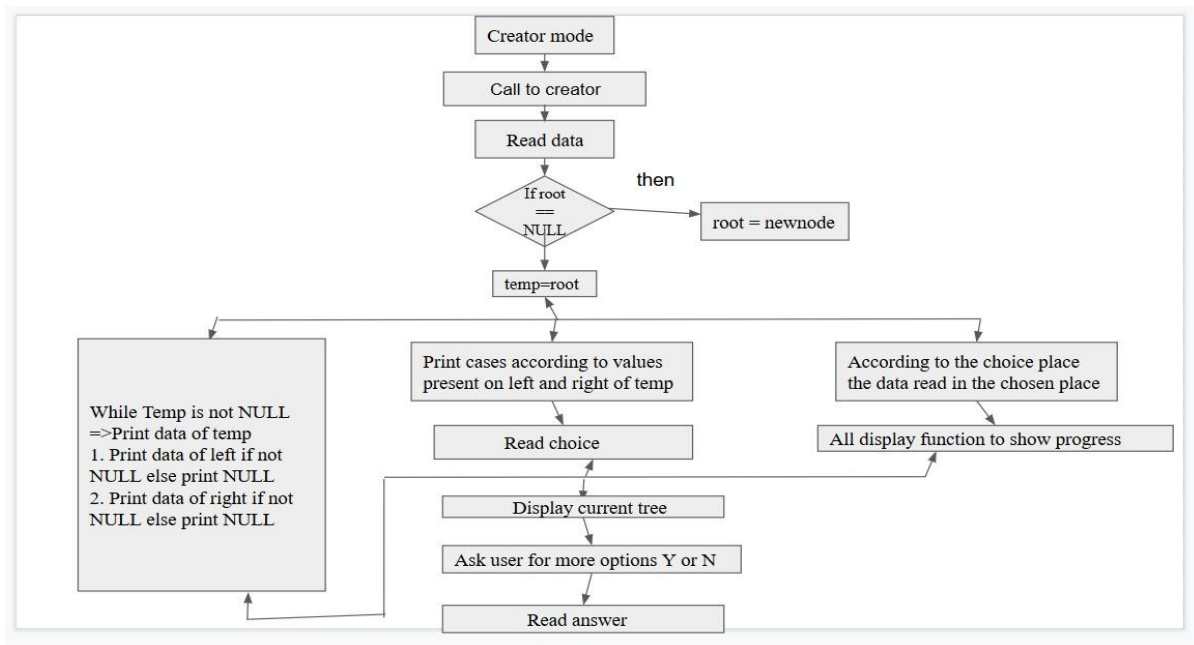 Creator mode
Call to creator
Read data
then
If root
==
NULL
root = newnode
temp=root
While Temp is not NULL
=>Print data of temp
1. Print data of left if not
NULL else print NULL
2. Print data of right if not
NULL else print NULL
Print cases according to values
present on left and right of temp
According to the choice place
the data read in the chosen place
Read choice
All display function to show progress
Display current tree
Ask user for more options Y or N
Read answer